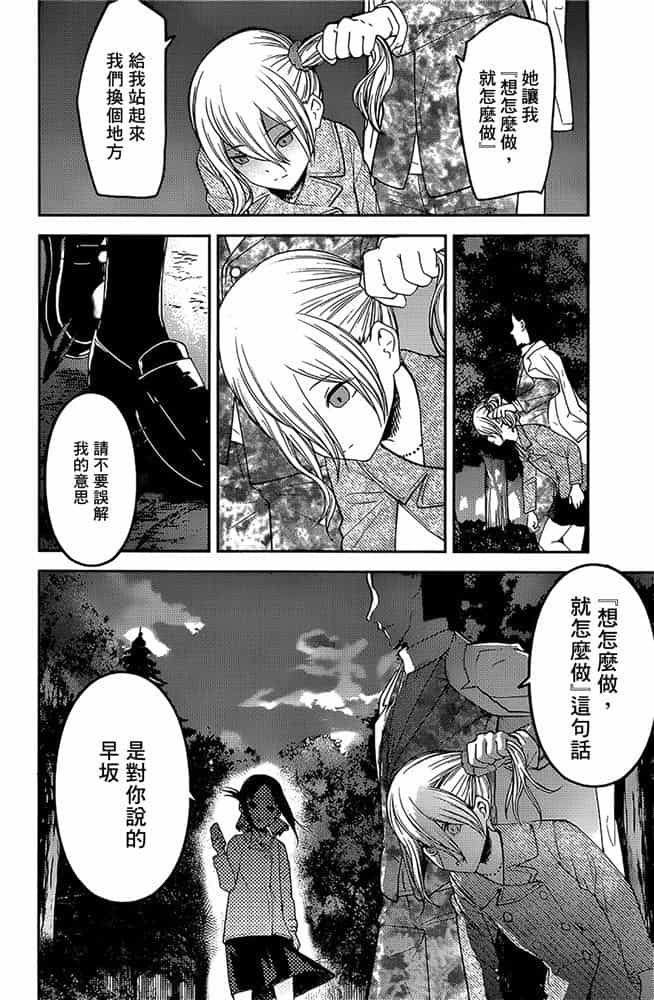 她讓我
『想怎麼做,
就怎麼做』
給我站起來
我們換個地方
請不要誤解
我的意思
『想怎麼做,
就怎麼做』這句話
是對你說的
早坂